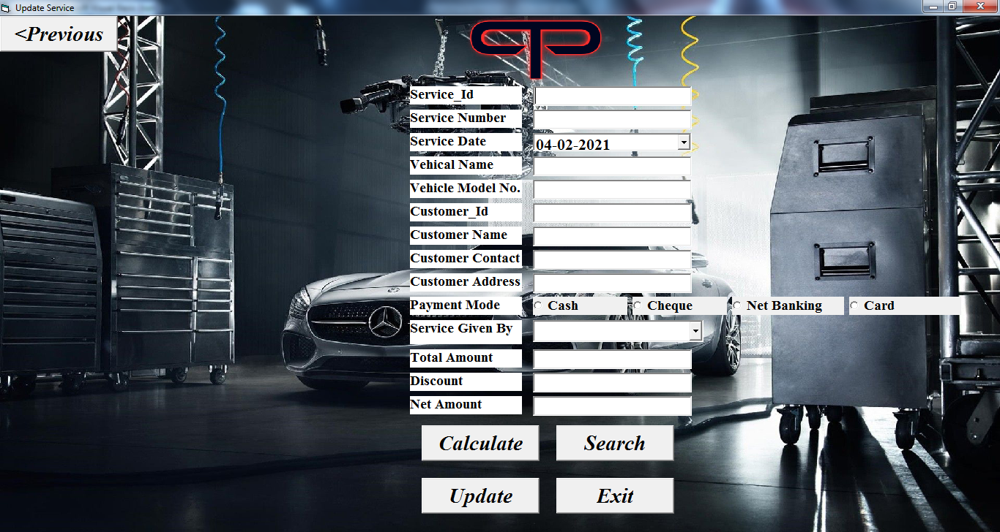 Update Service
<Previous
Service_Id
Service Number
Service Date 04-02-2021
Vehical Name
Vehicle Model No.
Customer_Id
Customer Name
Customer Contact
Customer Address
Payment Mode Cash Cheque Net Banking Card
Service Given By
Total Amount
Discount
Net Amount
Calculate Search
Update Exit